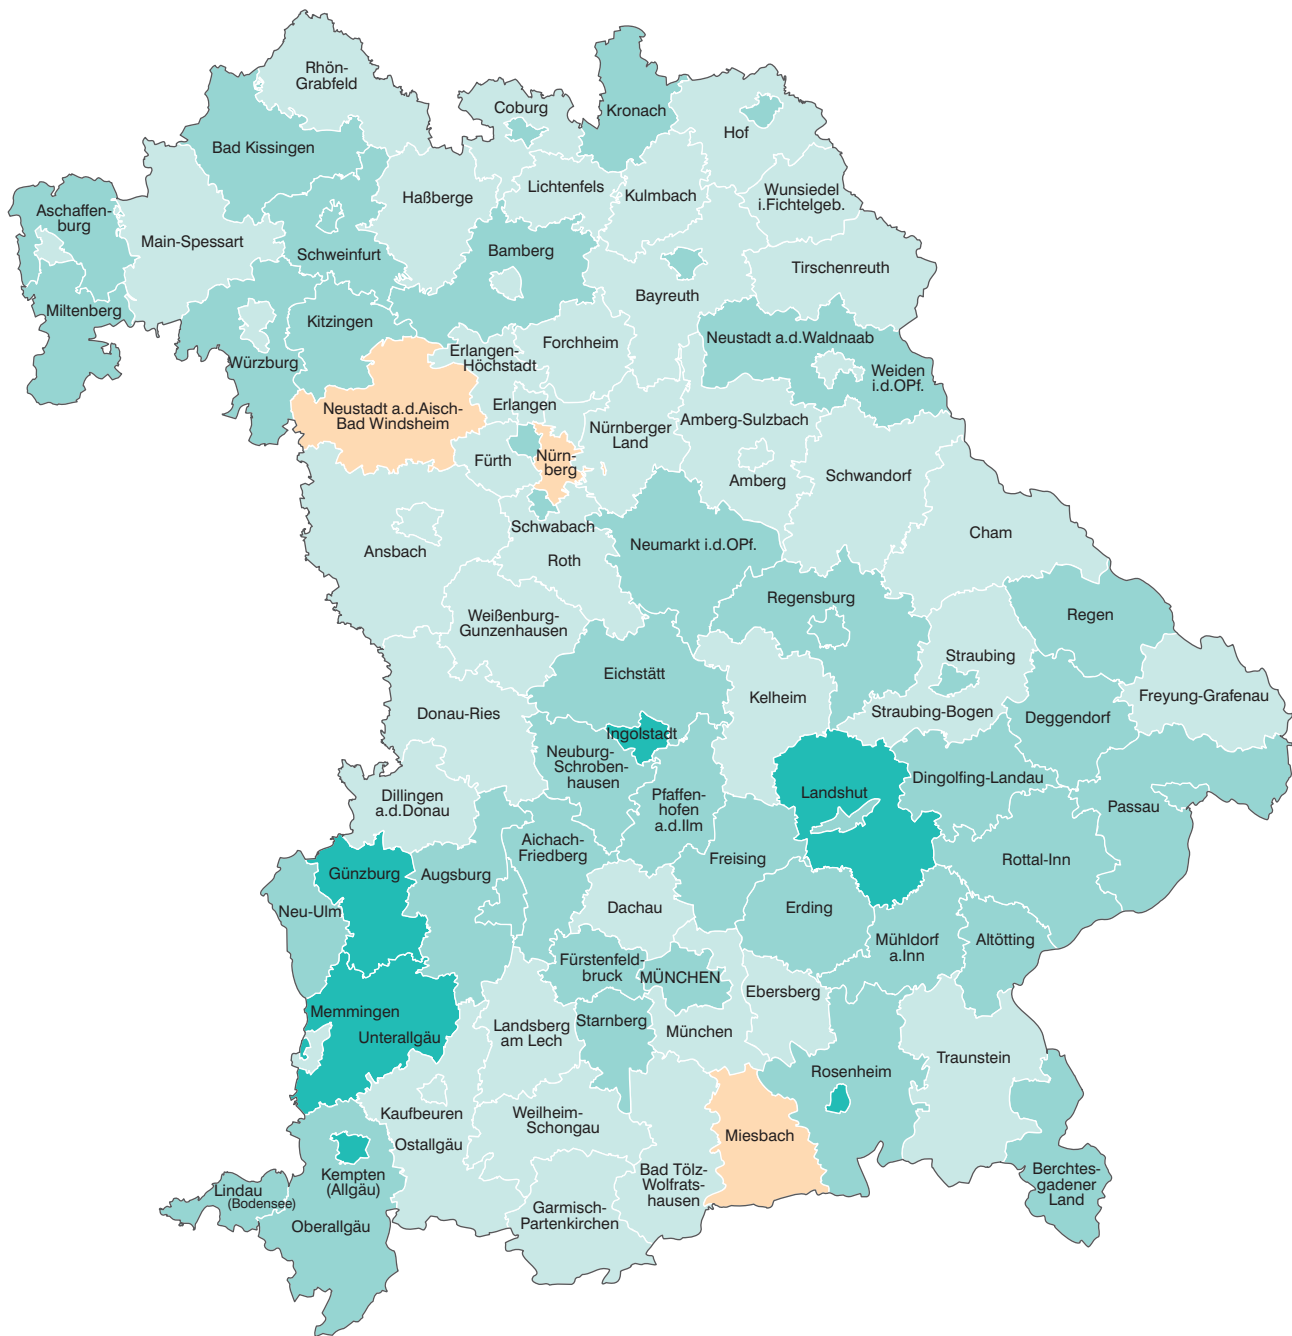 Rhön-
Grabfeld
Coburg
Kronach
Hof
Bad Kissingen
Haßberge
Lichtenfels
Kulmbach
Wunsiedel
i.Fichtelgeb.
Aschaffen-
burg
Main-Spessart
Schweinfurt
Bamberg
Bayreuth
Tirschenreuth
Miltenberg
Kitzingen
Würzburg
Erlangen-
Höchstadt
Forchheim
Neustadt a.d.Waldnaab
Weiden
i.d.OPf.
Neustadt a.d.Aisch-
Bad Windsheim
Erlangen
Nürnberger
Land
Amberg-Sulzbach
Fürth
Nürn-
berg
Amberg
Schwandorf
Ansbach
Schwabach
Roth
Neumarkt i.d.OPf.
Cham
Weißenburg-
Gunzenhausen
Regensburg
Regen
Eichstätt
Straubing
Kelheim
Straubing-Bogen
Deggendorf
Freyung-Grafenau
Donau-Ries
Ingolstadt
Neuburg-
Schroben-
hausen
Dillingen
a.d.Donau
Pfaffen-
hofen
a.d.Ilm
Landshut
Dingolfing-Landau
Passau
Aichach-
Friedberg
Freising
Rottal-Inn
Günzburg
Augsburg
Neu-Ulm
Dachau
Erding
Mühldorf
a.Inn
Altötting
Fürstenfeld-
bruck
MÜNCHEN
Ebersberg
Memmingen
Unterallgäu
Landsberg
am Lech
Starnberg
München
Traunstein
Rosenheim
Kaufbeuren
Ostallgäu
Weilheim-
Schongau
Miesbach
Kempten
(Allgäu)
Lindau
(Bodensee)
Oberallgäu
Bad Tölz-
Wolfrats-
hausen
Garmisch-
Partenkirchen
Berchtes-
gadener
Land